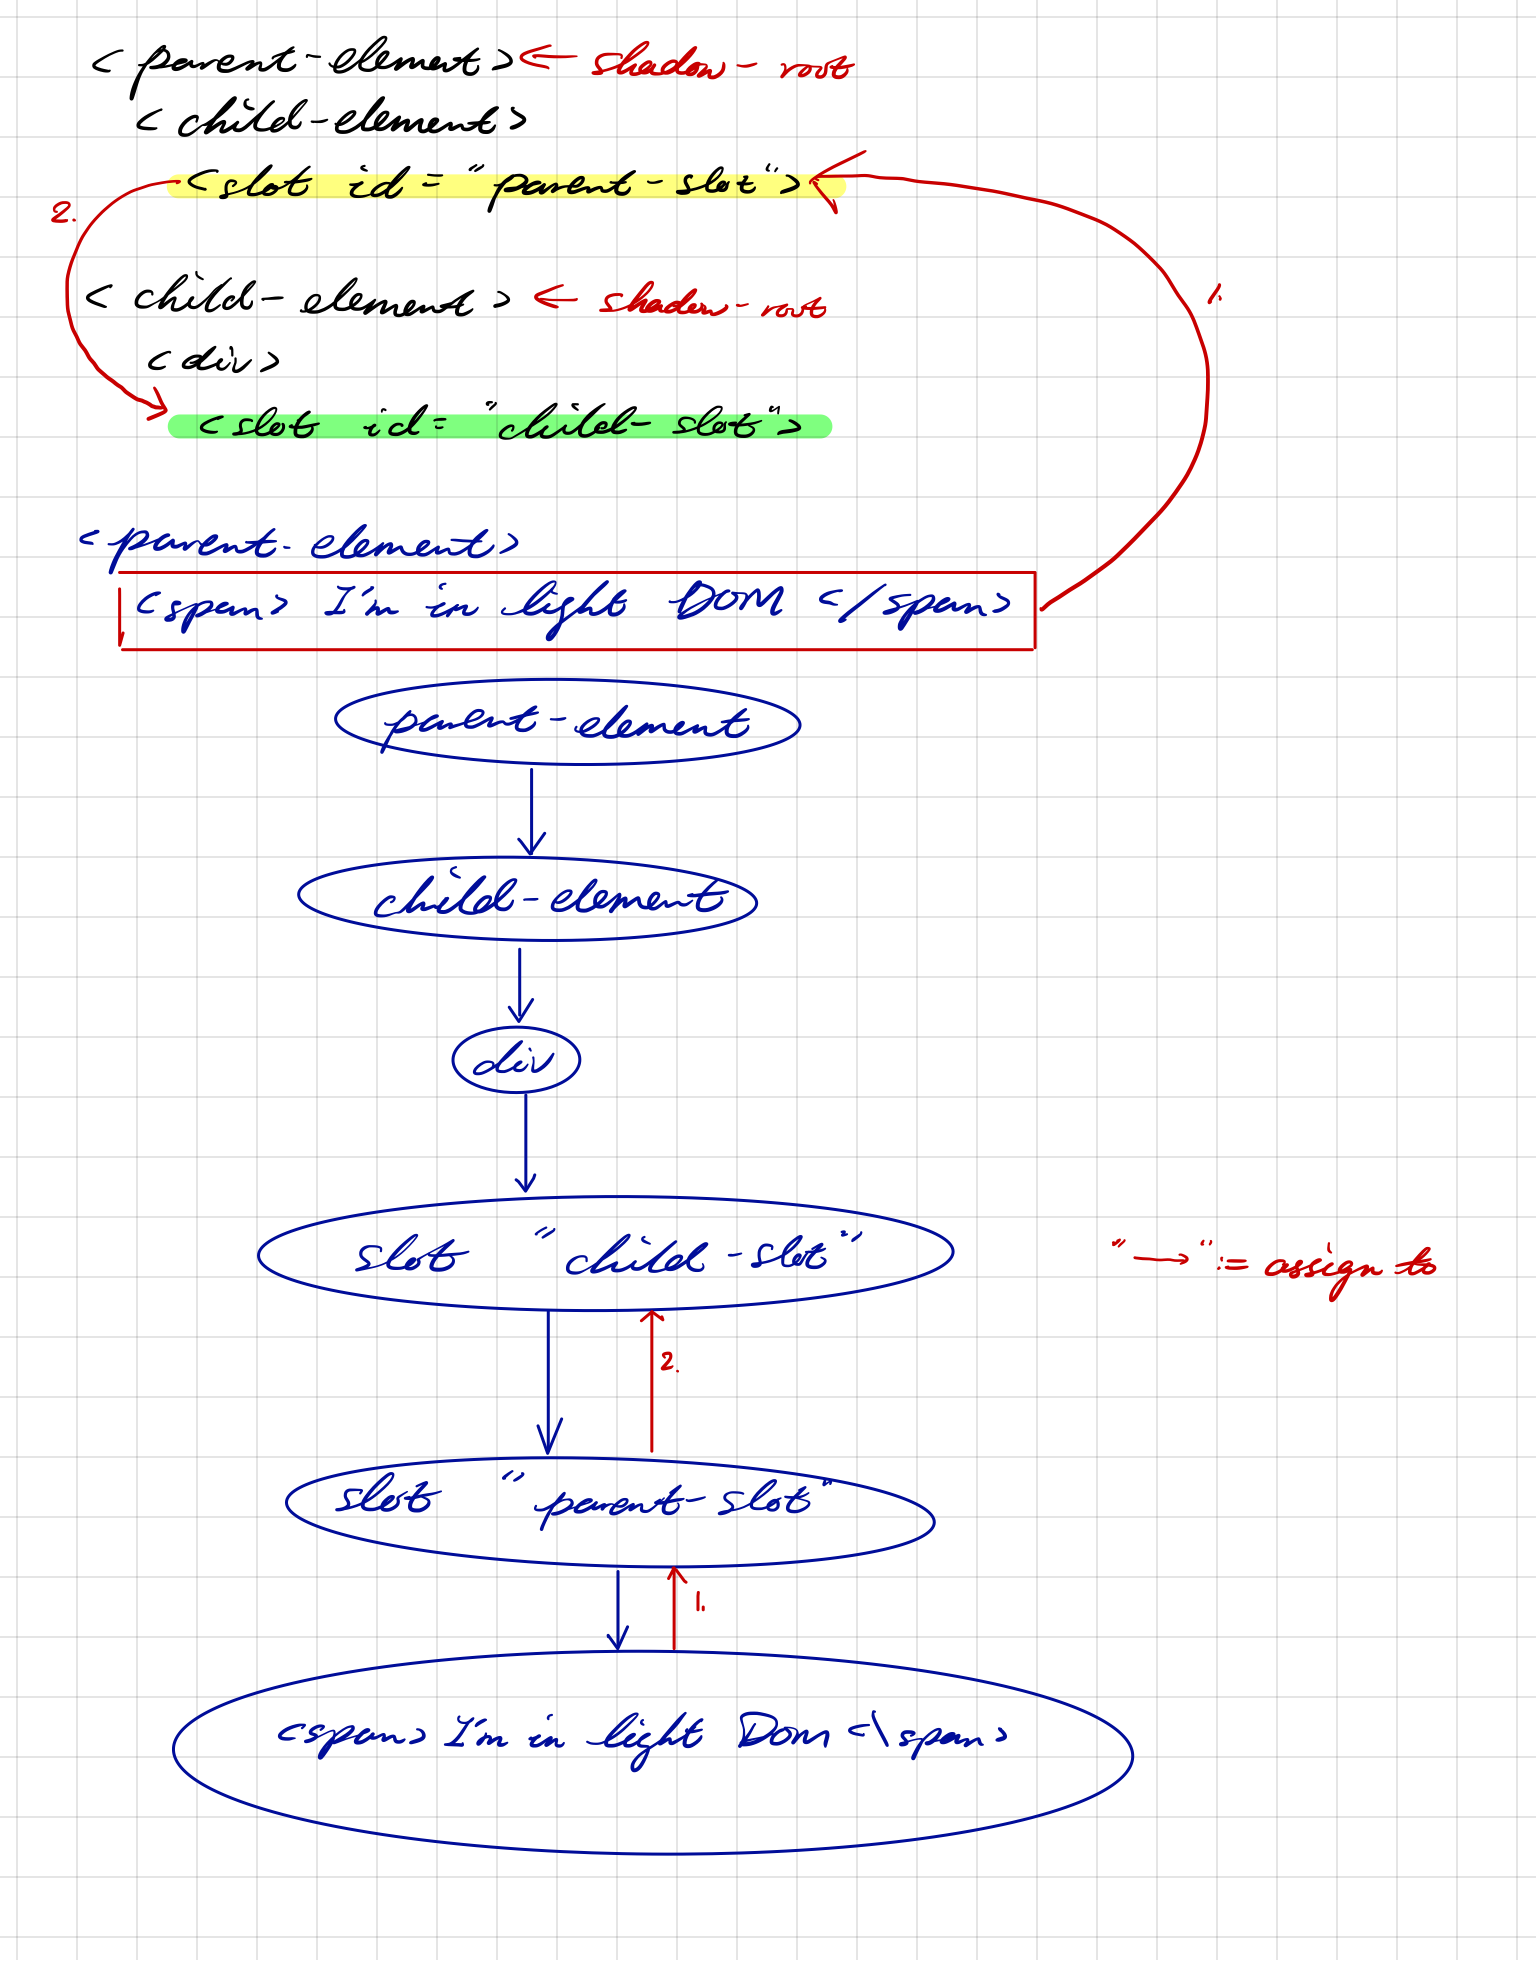 <parent-element> ← shadow-root
<child-element>
<slot id="parent-slot">
2.
<child-element> ← shadow-root
1.
<div>
<slot id="child-slot">
<parent-element>
<span> I'm in light DOM </span>
parent-element
child-element
div
slot "child-slot"
"→" := assign to
2.
slot "parent-slot"
1.
<span> I'm in light Dom <\span>